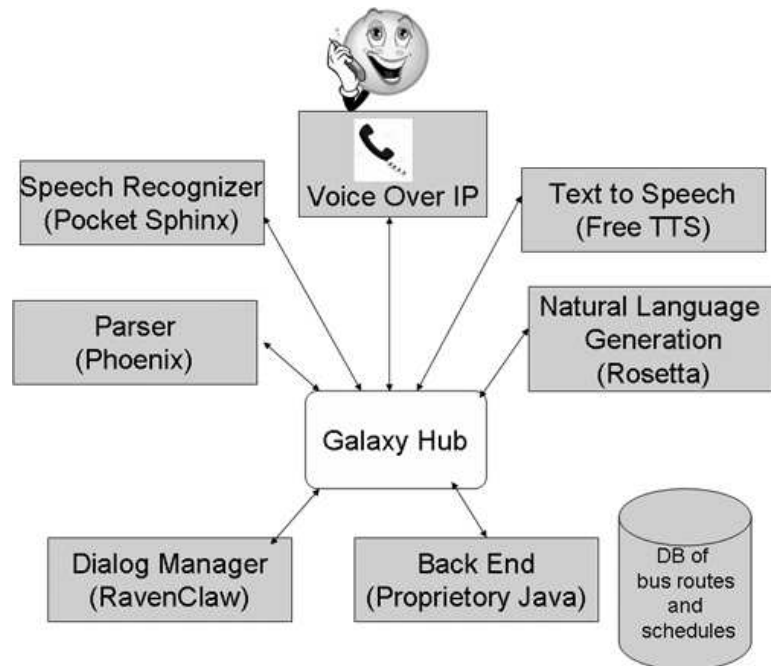 Voice Over IP
Speech Recognizer
(Pocket Sphinx)
Text to Speech
(Free TTS)
Parser
(Phoenix)
Natural Language
Generation
(Rosetta)
Galaxy Hub
Dialog Manager
(RavenClaw)
Back End
(Proprietory Java)
DB of
bus routes
and
schedules